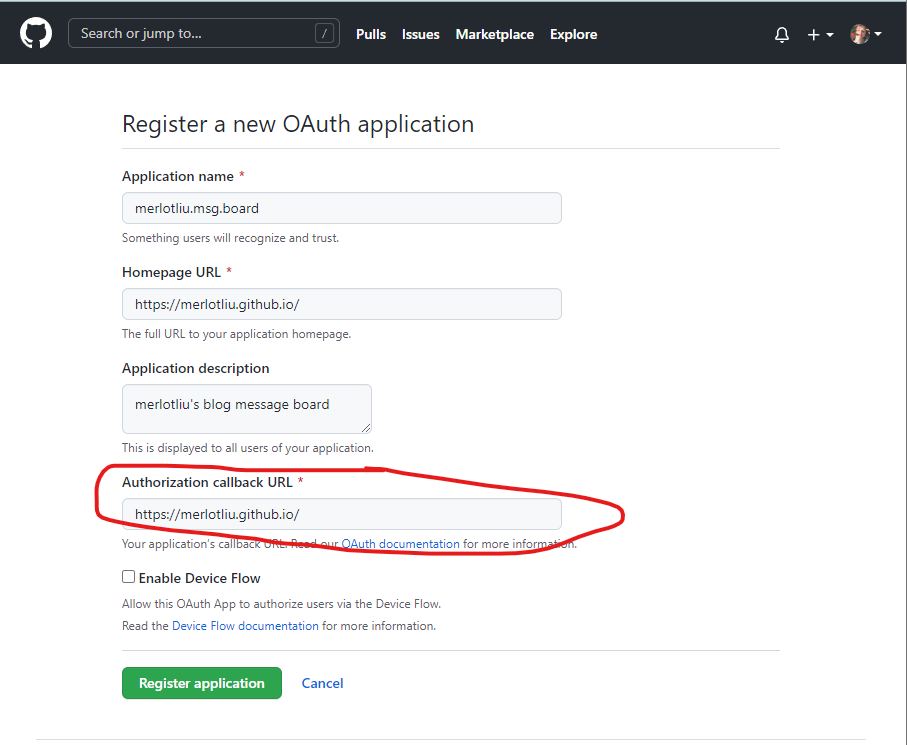 Search or jump to... /
Pulls Issues Marketplace Explore
Register a new OAuth application
Application name *
merlotliu.msg.board
Something users will recognize and trust.
Homepage URL *
https://merlotliu.github.io/
The full URL to your application homepage.
Application description
merlotliu's blog message board
This is displayed to all users of your application.
Authorization callback URL *
https://merlotliu.github.io/
Your application's callback URL. Read our OAuth documentation for more information.
Enable Device Flow
Allow this OAuth App to authorize users via the Device Flow.
Read the Device Flow documentation for more information.
Register application Cancel